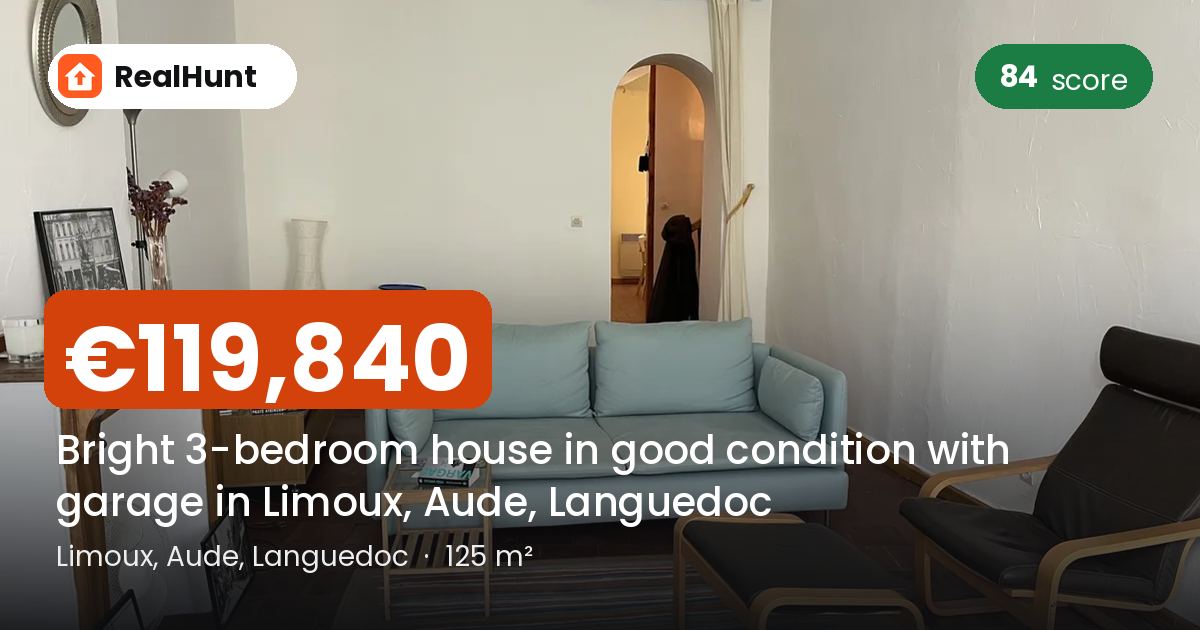 RealHunt
84 score
€119,840
Bright 3-bedroom house in good condition with
garage in Limoux, Aude, Languedoc
Limoux, Aude, Languedoc · 125 m²